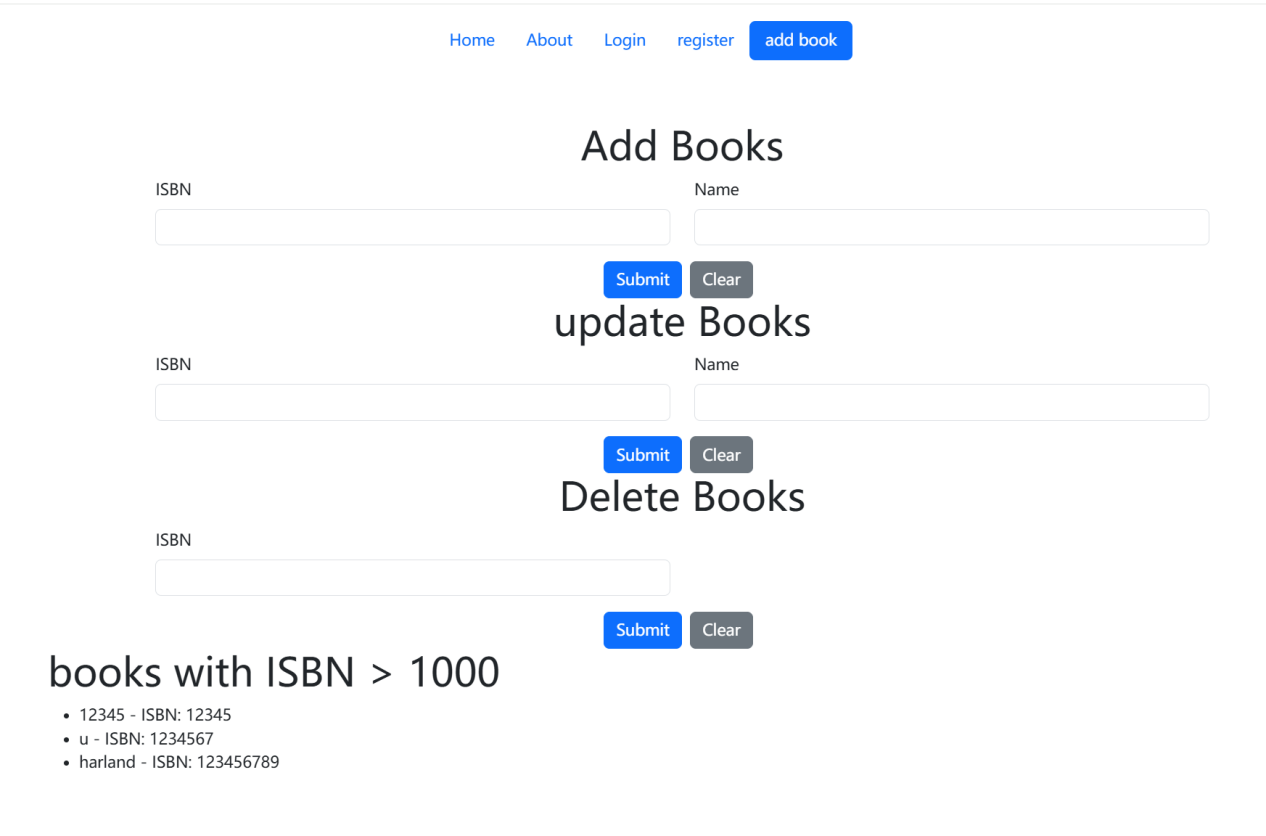 Home About Login register add book
Add Books
ISBN Name
Submit Clear
update Books
ISBN Name
Submit Clear
Delete Books
ISBN
Submit Clear
books with ISBN > 1000
12345 - ISBN: 12345
u - ISBN: 1234567
harland - ISBN: 123456789